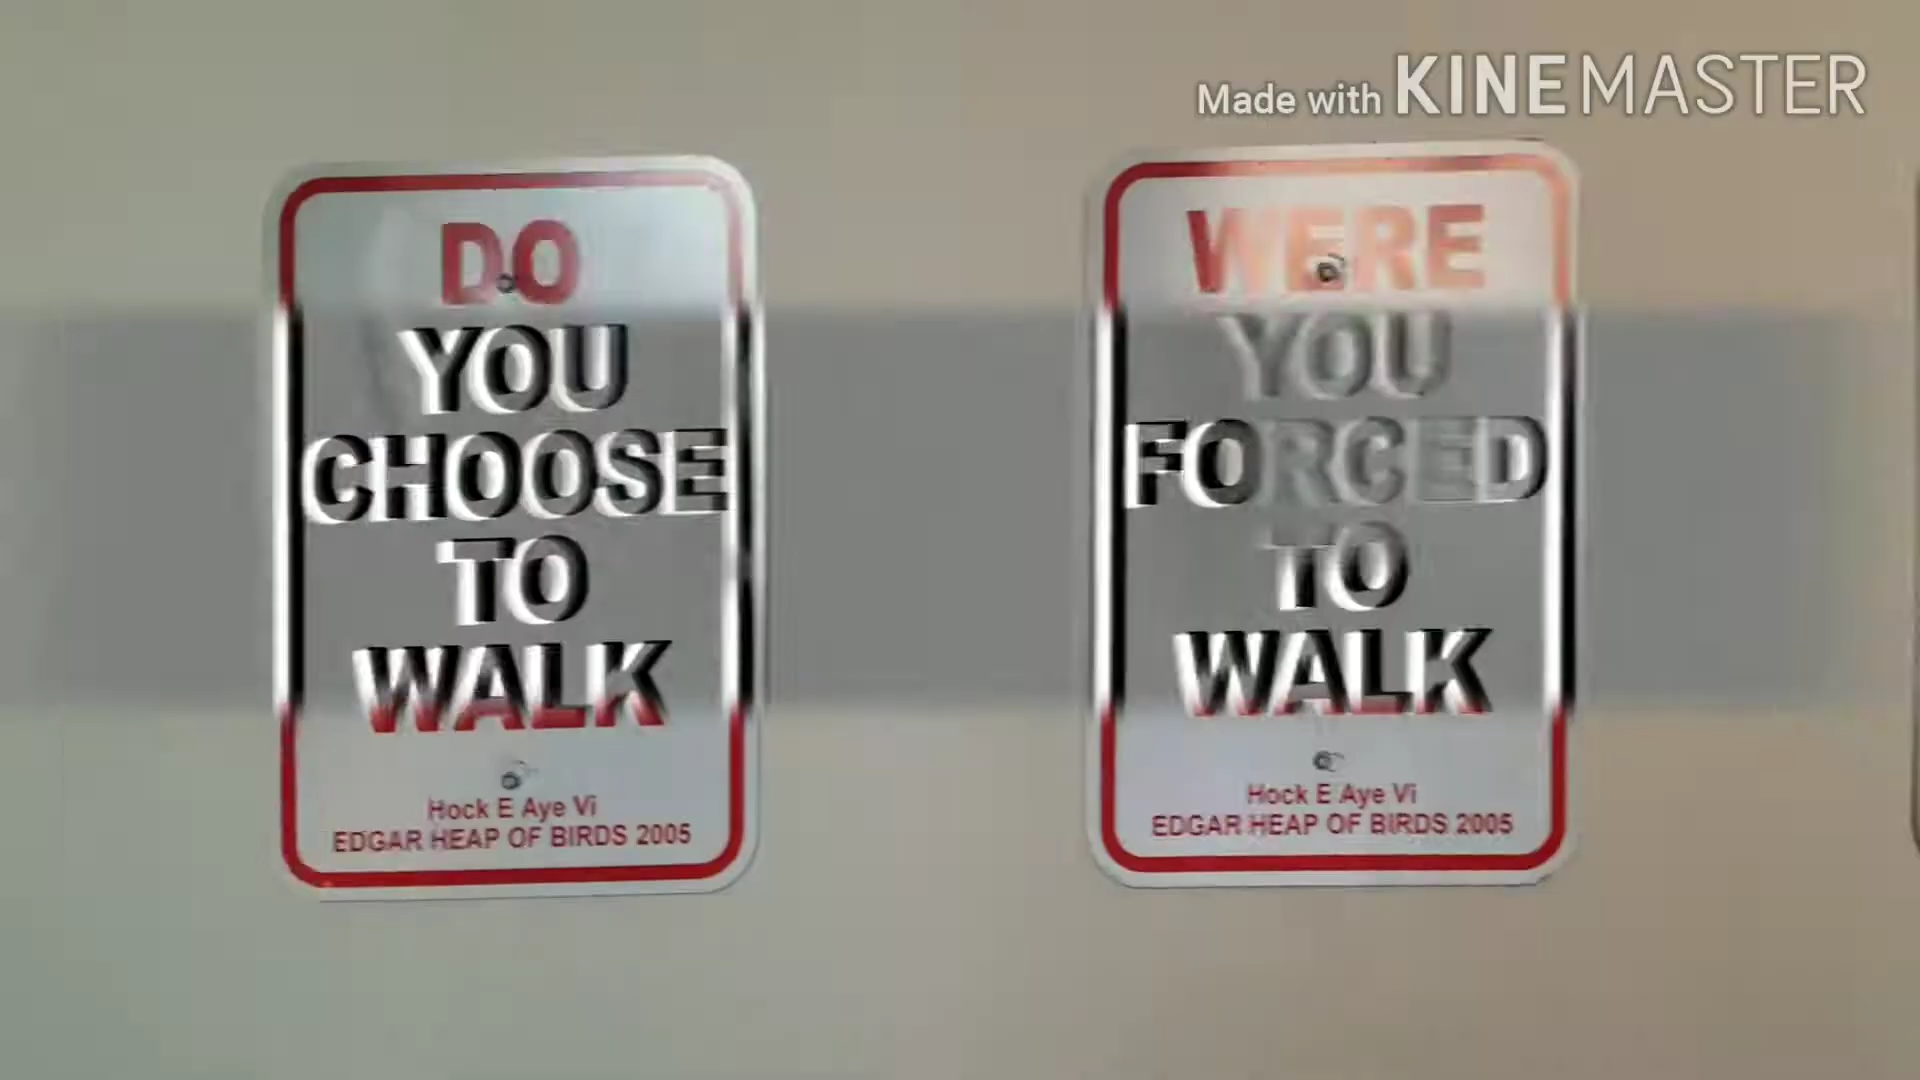 Made with KINEMASTER
DO
YOU
CHOOSE
TO
WALK
Hock E Aye Vi
EDGAR HEAP OF BIRDS 2005
WERE
YOU
FORCED
TO
WALK
Hock E Aye Vi
EDGAR HEAP OF BIRDS 2005